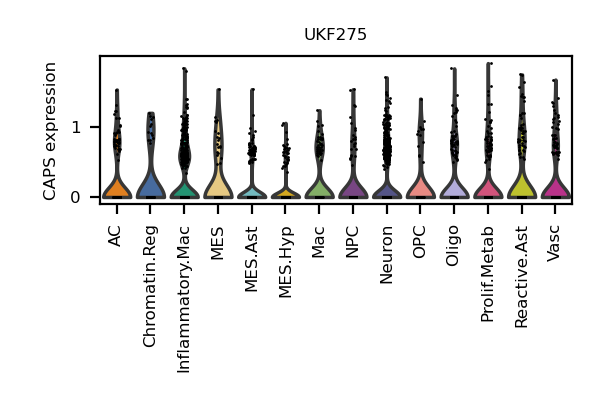 UKF275
CAPS expression
1
0
AC
Chromatin.Reg
Inflammatory.Mac
MES
MES.Ast
MES.Hyp
Mac
NPC
Neuron
OPC
Oligo
Prolif.Metab
Reactive.Ast
Vasc